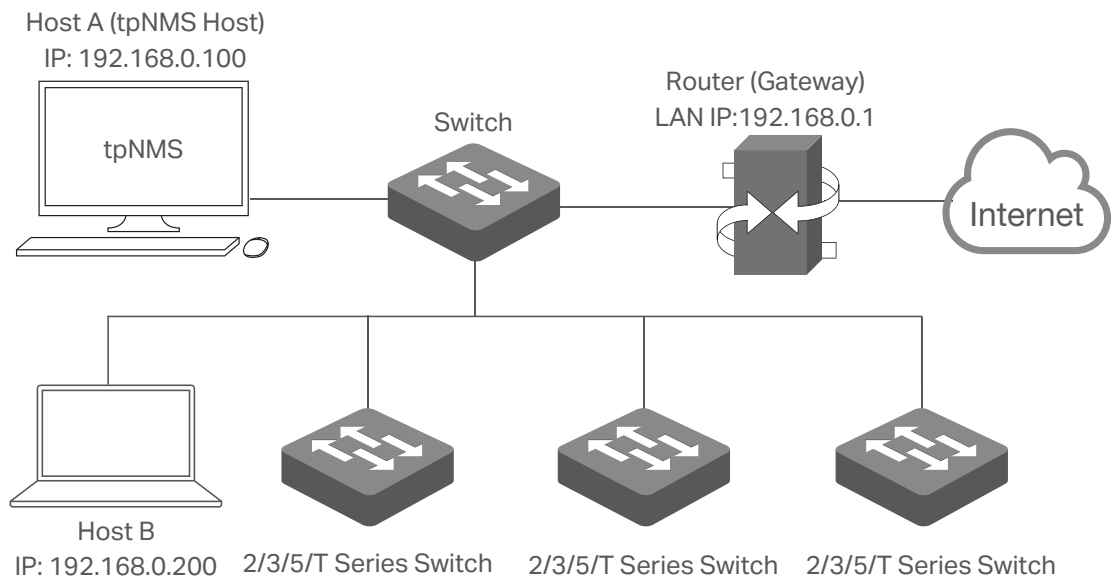 Host A (tpNMS Host)
IP: 192.168.0.100
tpNMS
Switch
Router (Gateway)
LAN IP:192.168.0.1
Internet
Host B
IP: 192.168.0.200
2/3/5/T Series Switch
2/3/5/T Series Switch
2/3/5/T Series Switch